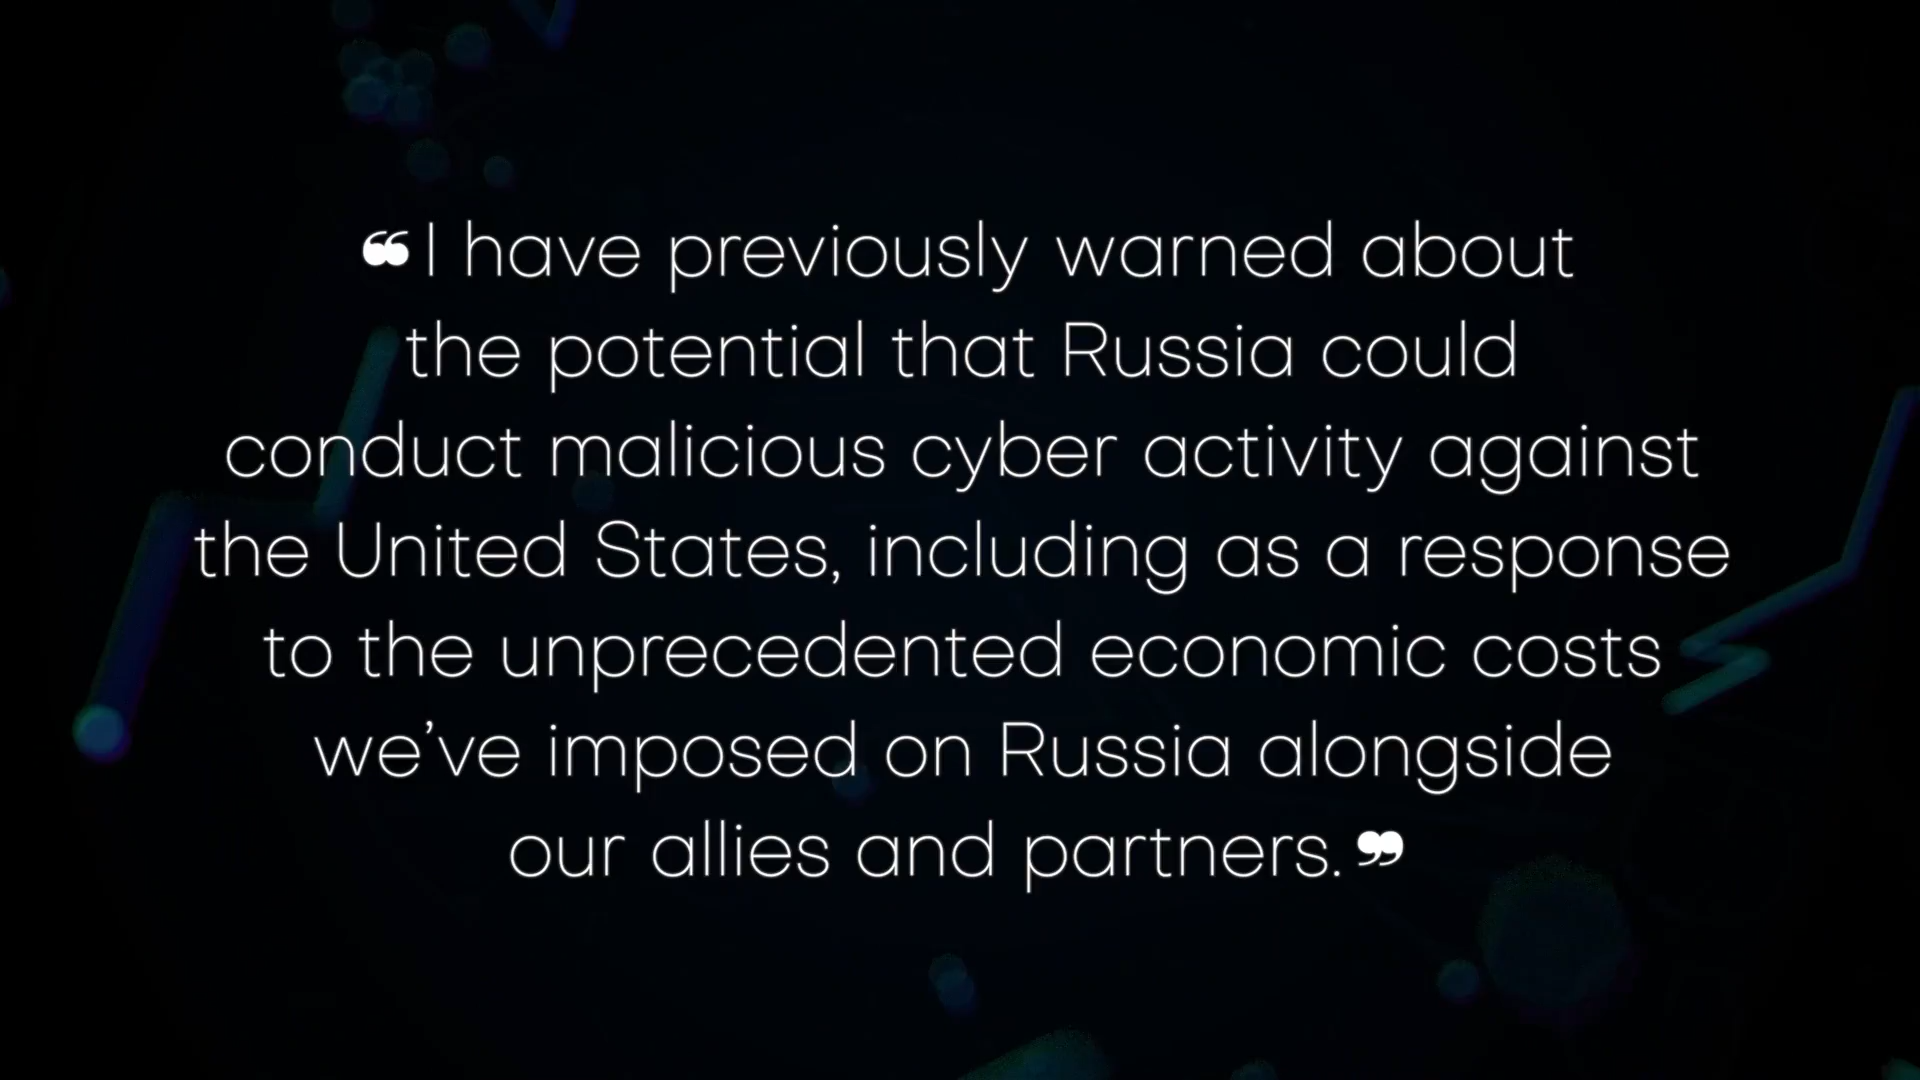 ❝I have previously warned about
the potential that Russia could
conduct malicious cyber activity against
the United States, including as a response
to the unprecedented economic costs
we’ve imposed on Russia alongside
our allies and partners.❞